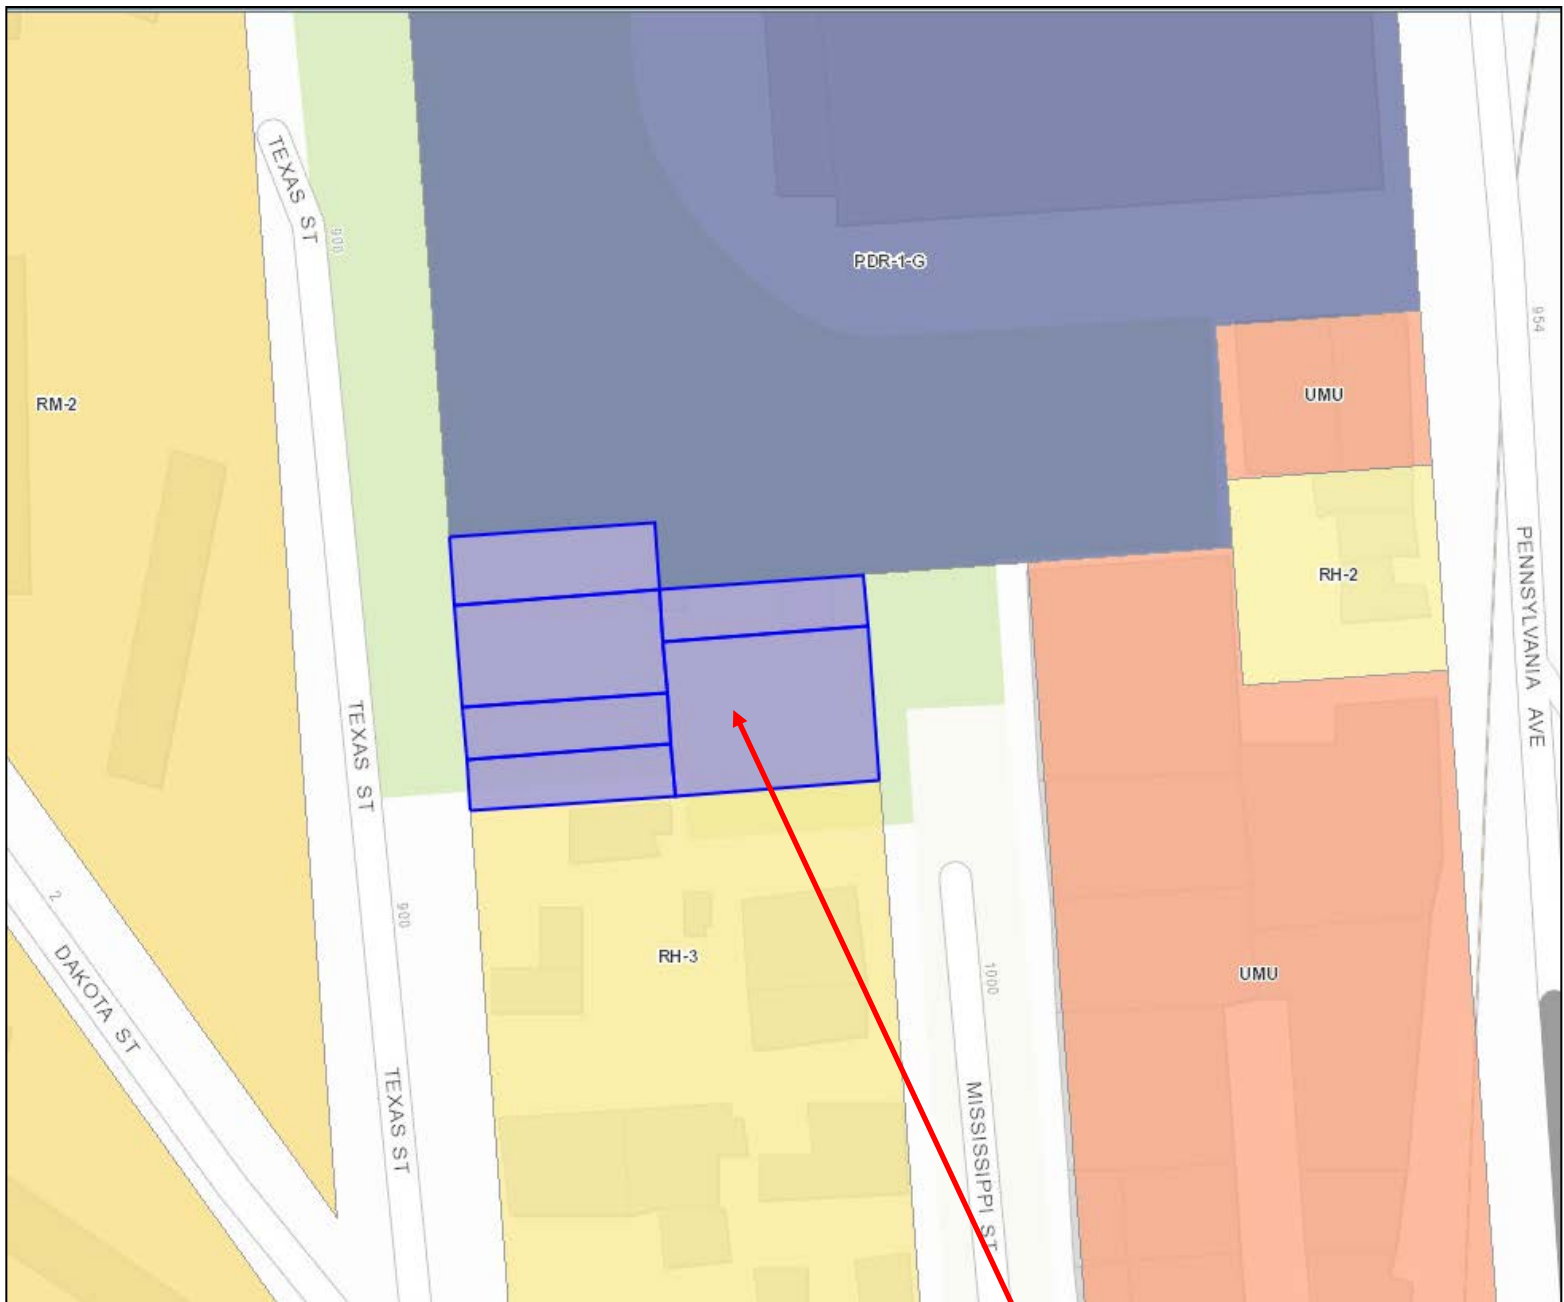 TEXAS ST
900
PDR-1-G
954
RM-2
UMU
RH-2
PENNSYLVANIA AVE
TEXAS ST
2
900
DAKOTA ST
RH-3
1000
UMU
TEXAS ST
MISSISSIPPI ST